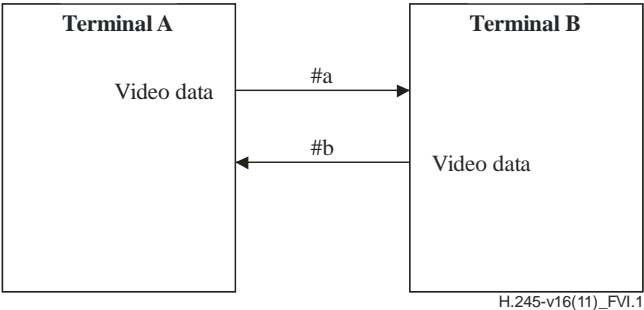 Terminal A
Terminal B
Video data
#a
#b
Video data
H.245-v16(11)_FVI.1